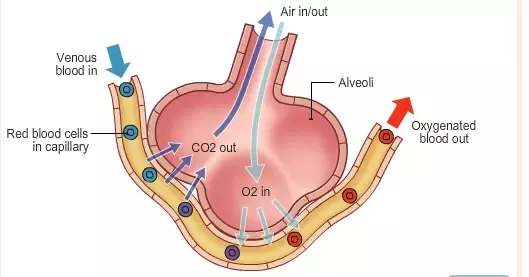 Air in/out
Venous
blood in
Alveoli
Red blood cells
in capillary
CO2 out
Oxygenated
blood out
O2 in